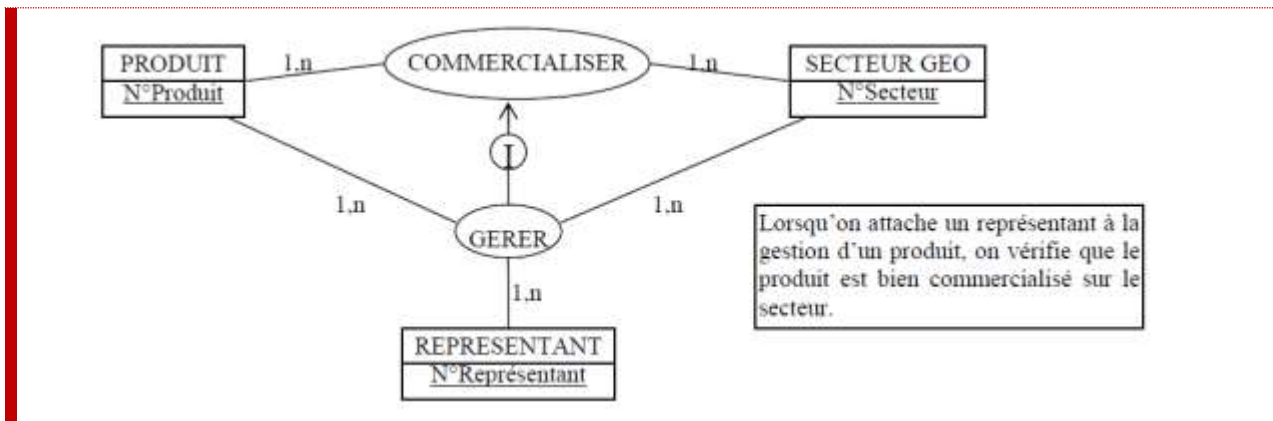 PRODUIT
N°Produit
1,n
COMMERCIALISER
1,n
SECTEUR GEO
N°Secteur
I
1,n
GERER
1,n
1,n
REPRESENTANT
N°Représentant
Lorsqu'on attache un représentant à la
gestion d'un produit, on vérifie que le
produit est bien commercialisé sur le
secteur.